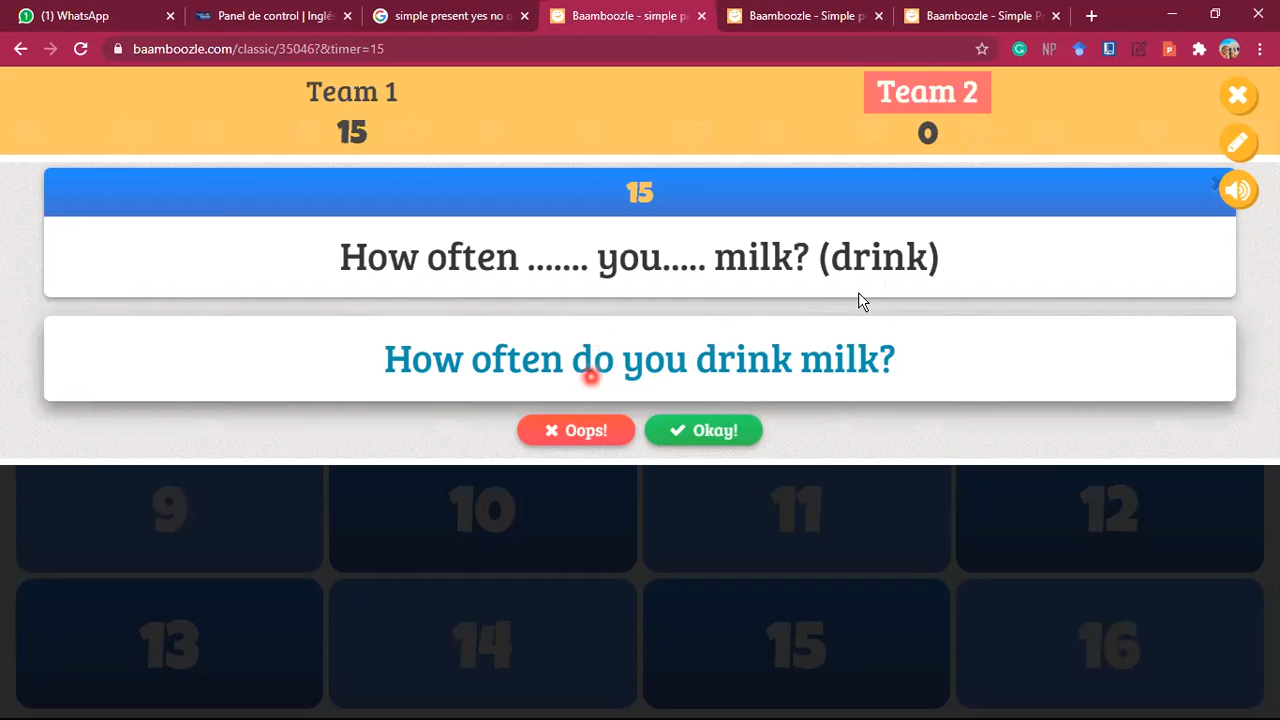 (1) WhatsApp
Panel de control | Inglé
simple present yes no q
Baamboozle - simple p
Baamboozle - Simple p
Baamboozle - Simple P
baamboozle.com/classic/35046?&timer=15
NP
Team 1
Team 2
15
0
15
How often ....... you..... milk? (drink)
How often do you drink milk?
Oops!
Okay!
9
10
11
12
13
14
15
16